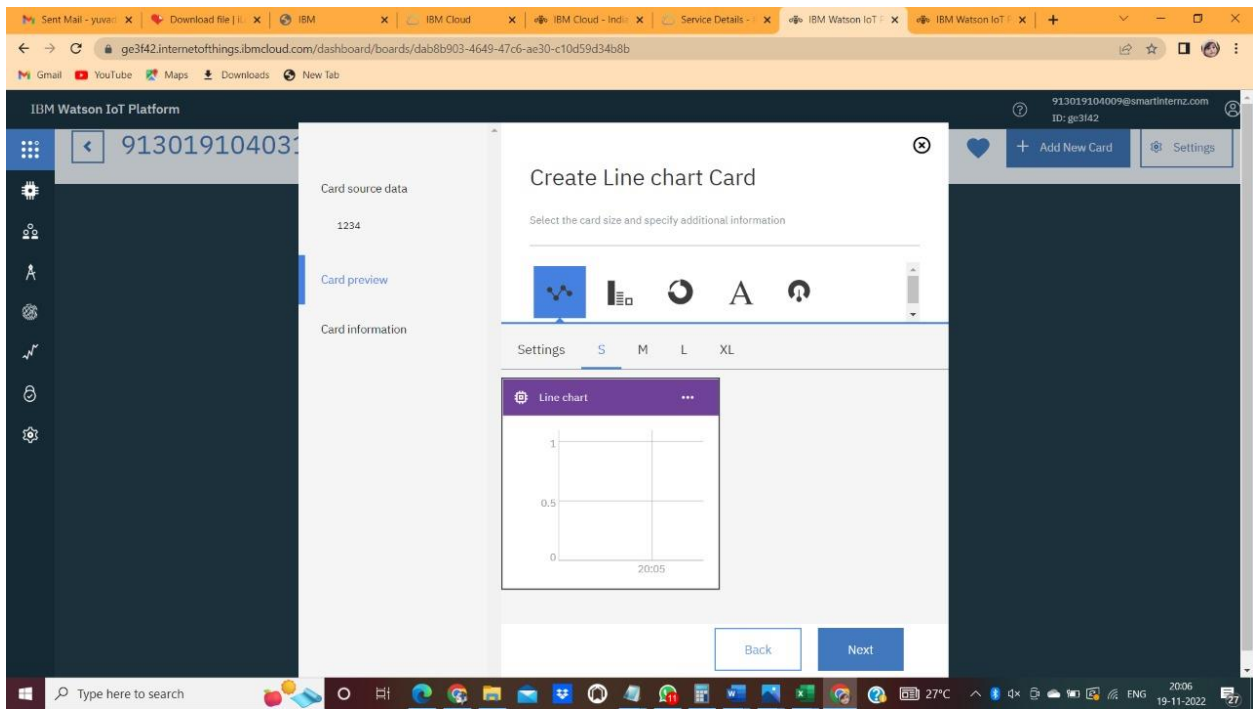 Sent Mail - yuva
Download file | iL
IBM
IBM Cloud
IBM Cloud - India
Service Details -
IBM Watson IoT P
IBM Watson IoT P
ge3f42.internetofthings.ibmcloud.com/dashboard/boards/dab8b903-4649-47c6-ae30-c10d59d34b8b
Gmail
YouTube
Maps
Downloads
New Tab
IBM Watson IoT Platform
913019104009@smartinternz.com
ID: ge3f42
913019104031
Add New Card
Settings
Card source data
1234
Card preview
Card information
Create Line chart Card
Select the card size and specify additional information
A
Settings S M L XL
Line chart
1
0.5
0
20:05
Back
Next
Type here to search
11
27°C
ENG
20:06
19-11-2022
27